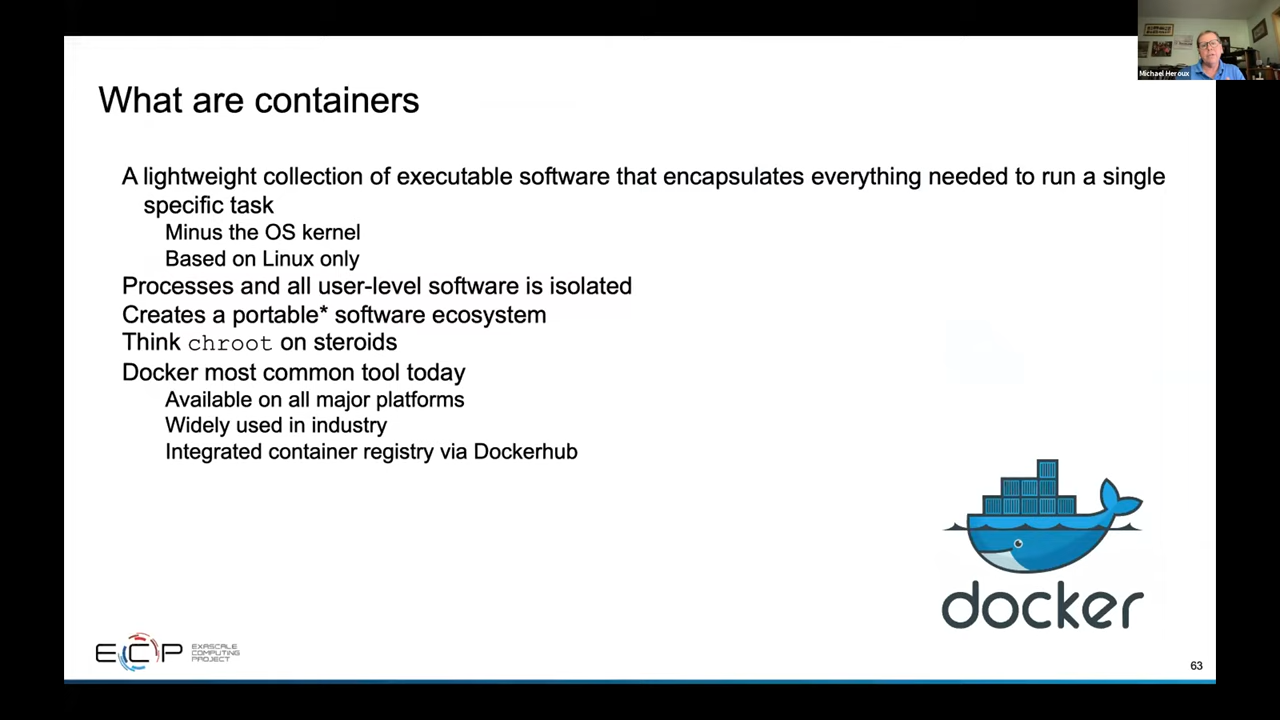 Michael Heroux
What are containers
A lightweight collection of executable software that encapsulates everything needed to run a single
specific task
Minus the OS kernel
Based on Linux only
Processes and all user-level software is isolated
Creates a portable* software ecosystem
Think chroot on steroids
Docker most common tool today
Available on all major platforms
Widely used in industry
Integrated container registry via Dockerhub
docker
ECP
EXASCALE
COMPUTING
PROJECT
63